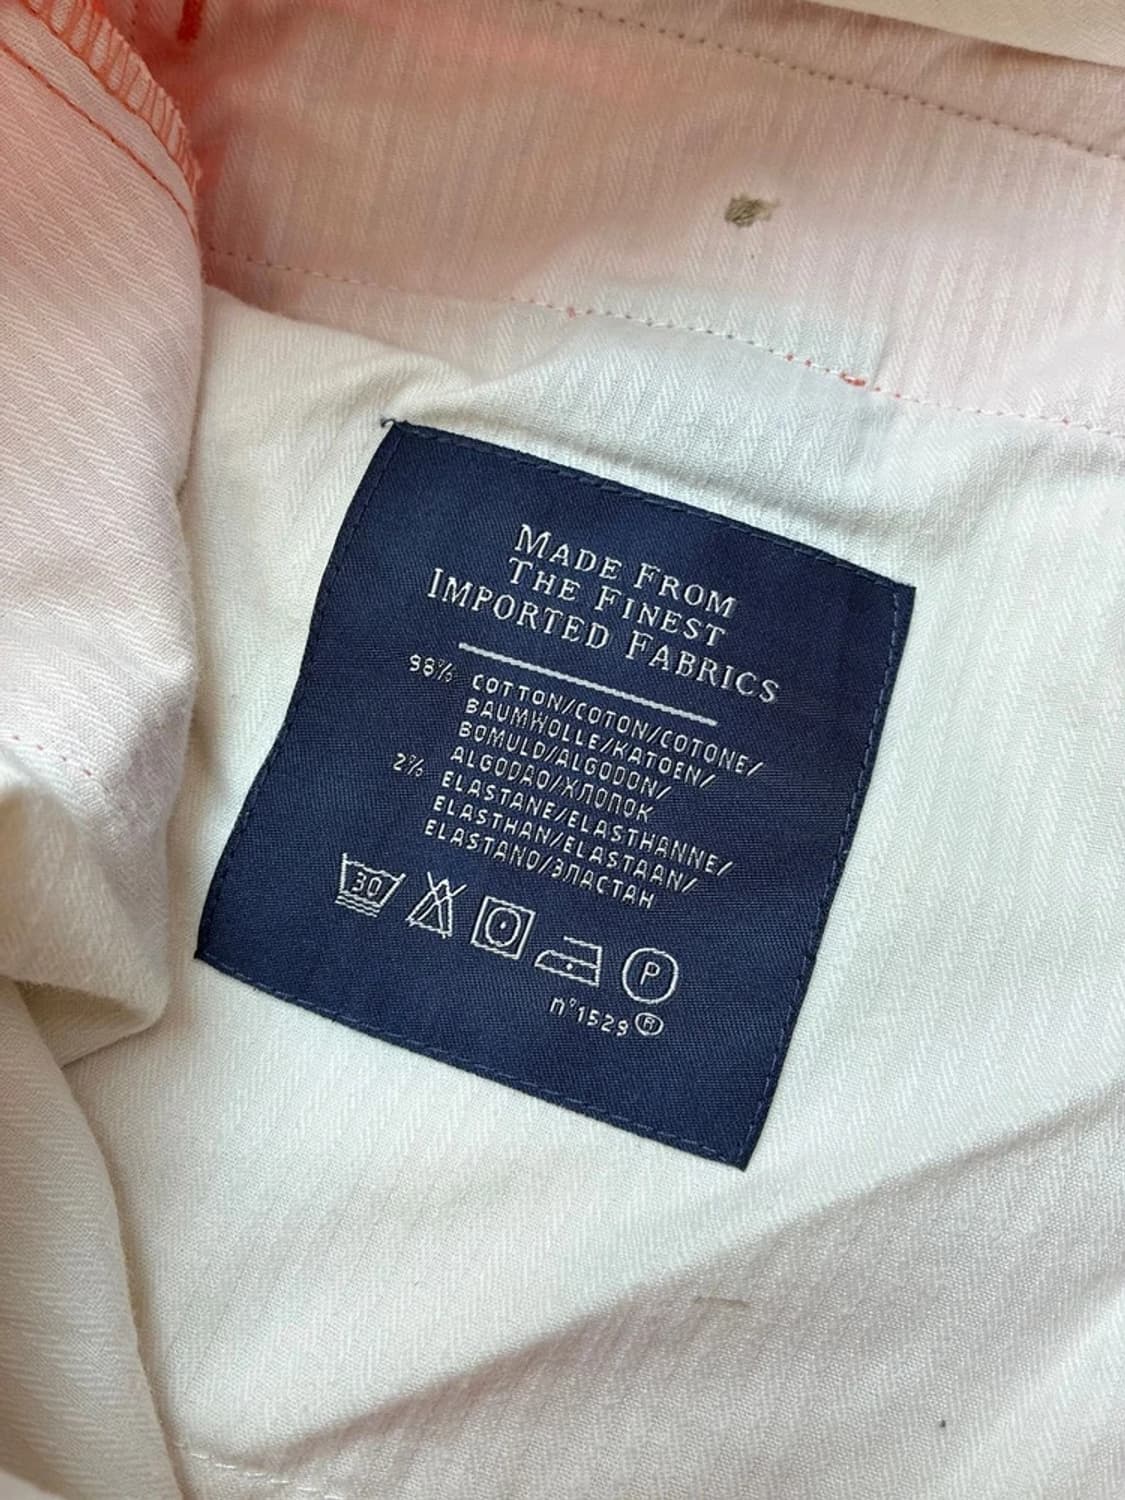 MADE FROM
THE FINEST
IMPORTED FABRICS
98% COTTON/COTON/COTONE/
BAUMWOLLE/KATOEN/
BOMULD/ALGODON/
ALGODAO/ХЛОПОК
2% ELASTANE/ELASTHANNE/
ELASTHAN/ELASTAAN/
ELASTANO/ЭЛАСТАН
30 P
n°1529 ®